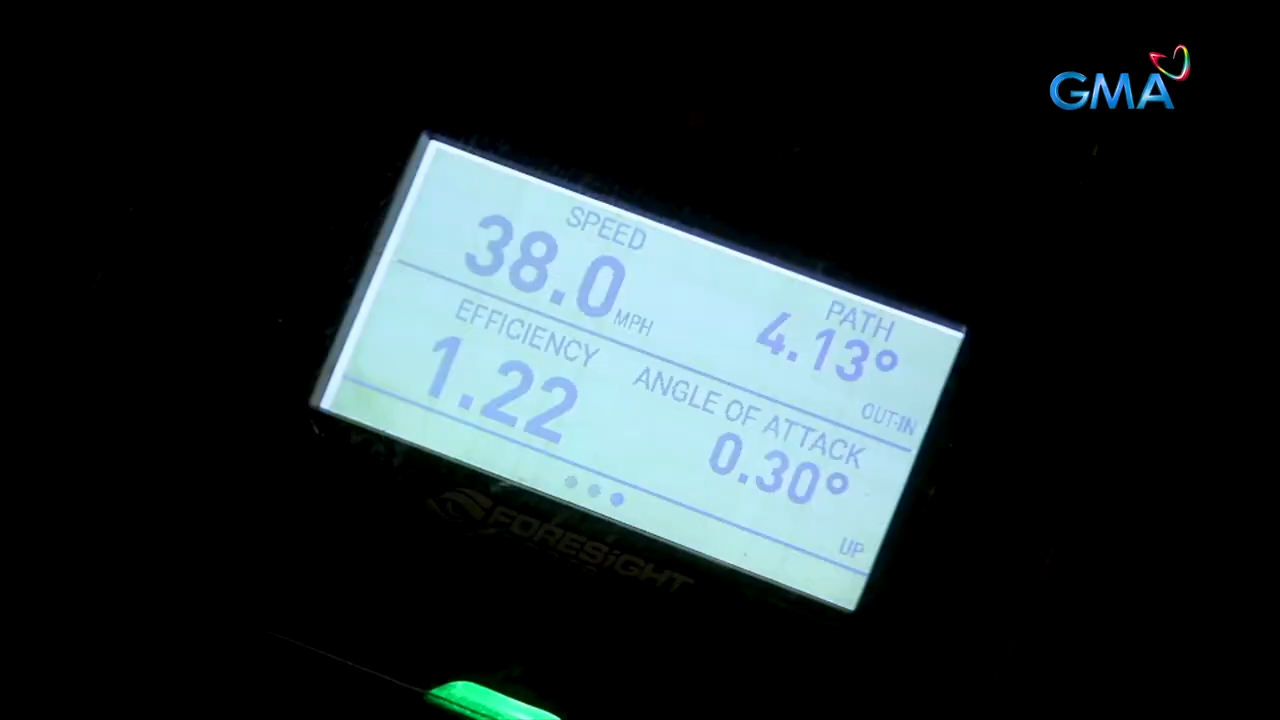 GMA
SPEED
38.0 MPH
PATH
4.13°
OUT-IN
EFFICIENCY
1.22
ANGLE OF ATTACK
0.30°
UP
FORESiGHT